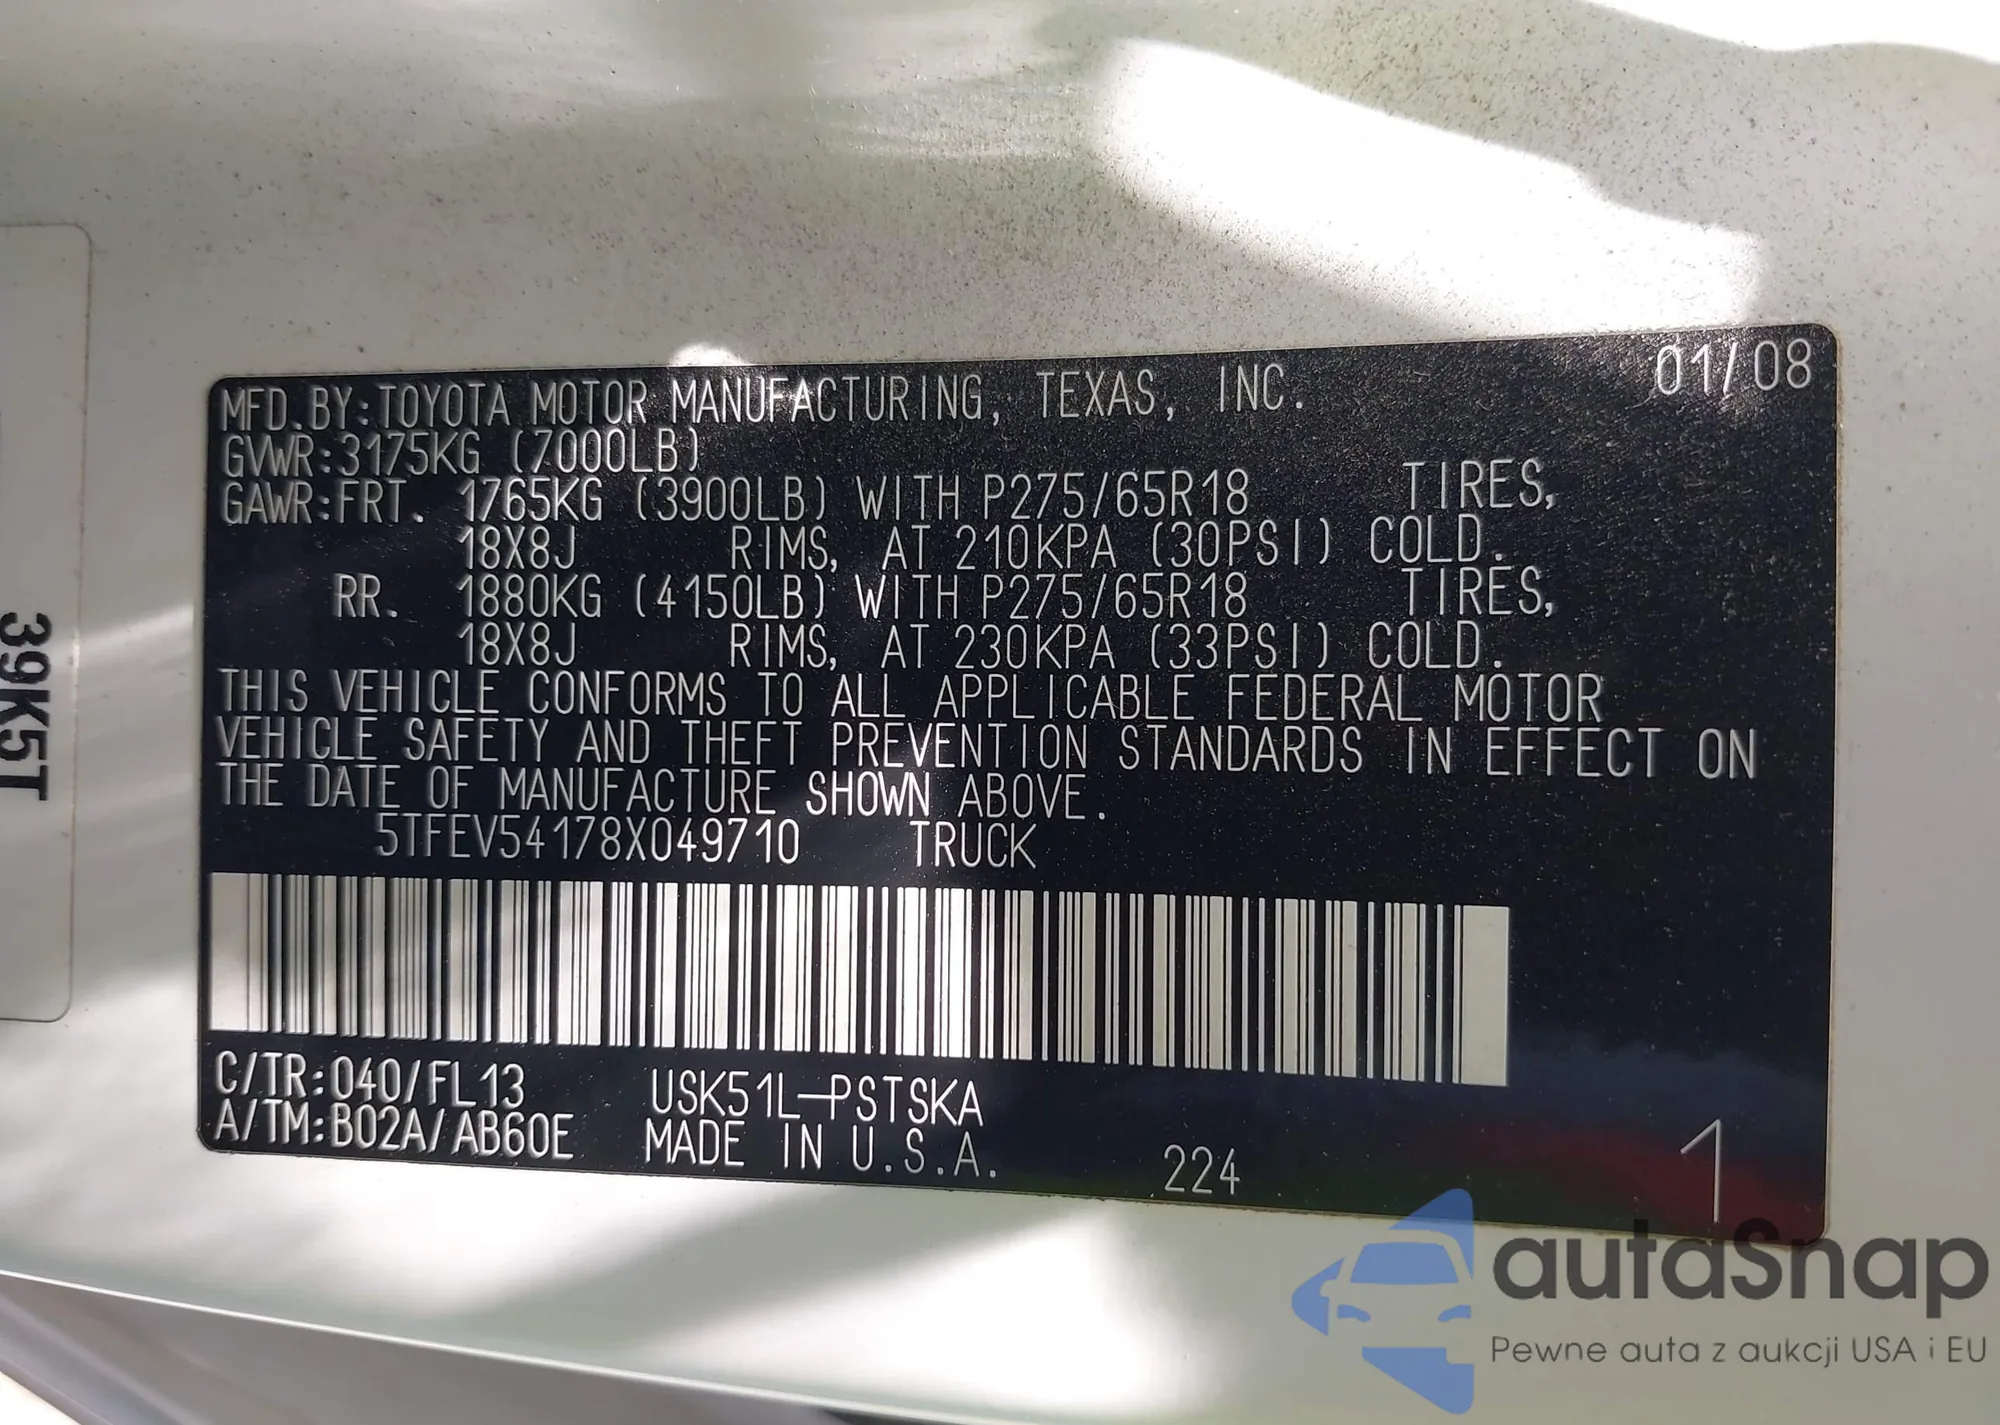 MFD. BY: TOYOTA MOTOR MANUFACTURING, TEXAS, INC. 01/08
GVWR: 3175KG (7000LB)
GAWR: FRT. 1765KG (3900LB) WITH P275/65R18 TIRES,
18X8J RIMS, AT 210KPA (30PSI) COLD.
RR. 1880KG (4150LB) WITH P275/65R18 TIRES,
18X8J RIMS, AT 230KPA (33PSI) COLD.
THIS VEHICLE CONFORMS TO ALL APPLICABLE FEDERAL MOTOR
VEHICLE SAFETY AND THEFT PREVENTION STANDARDS IN EFFECT ON
THE DATE OF MANUFACTURE SHOWN ABOVE.
5TFEV54178X049710 TRUCK
C/TR: 040/FL13 USK51L-PSTSKA
A/TM: B02A/AB60E MADE IN U.S.A. 224 1
39K5T
autoSnap
Pewne auta z aukcji USA i EU